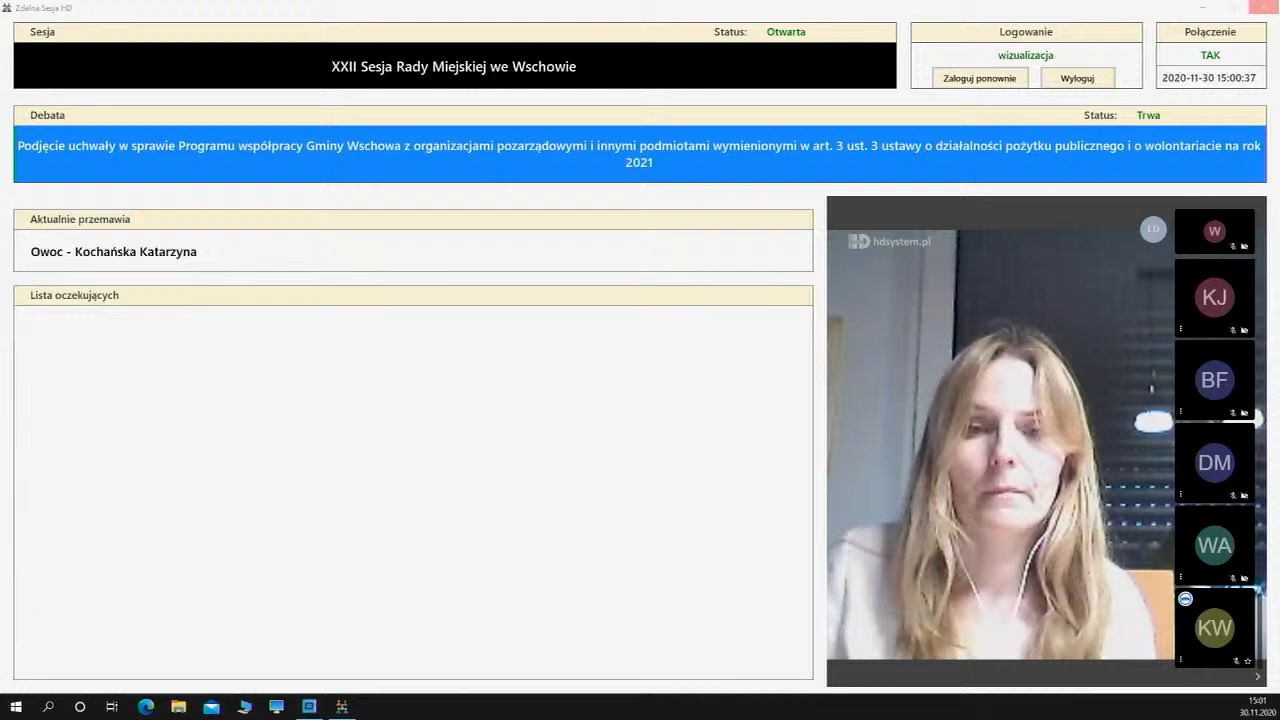 Zdalna Sesja HD
Sesja
Status: Otwarta
XXII Sesja Rady Miejskiej we Wschowie
Logowanie
wizualizacja
Zaloguj ponownie
Wyloguj
Połączenie
TAK
2020-11-30 15:00:37
Debata
Status: Trwa
Podjęcie uchwały w sprawie Programu współpracy Gminy Wschowa z organizacjami pozarządowymi i innymi podmiotami wymienionymi w art. 3 ust. 3 ustawy o działalności pożytku publicznego i o wolontariacie na rok
2021
Aktualnie przemawia
Owoc - Kochańska Katarzyna
Lista oczekujących
HD hdsystem.pl
LD
W
KJ
BF
DM
WA
KW
15:01
30.11.2020